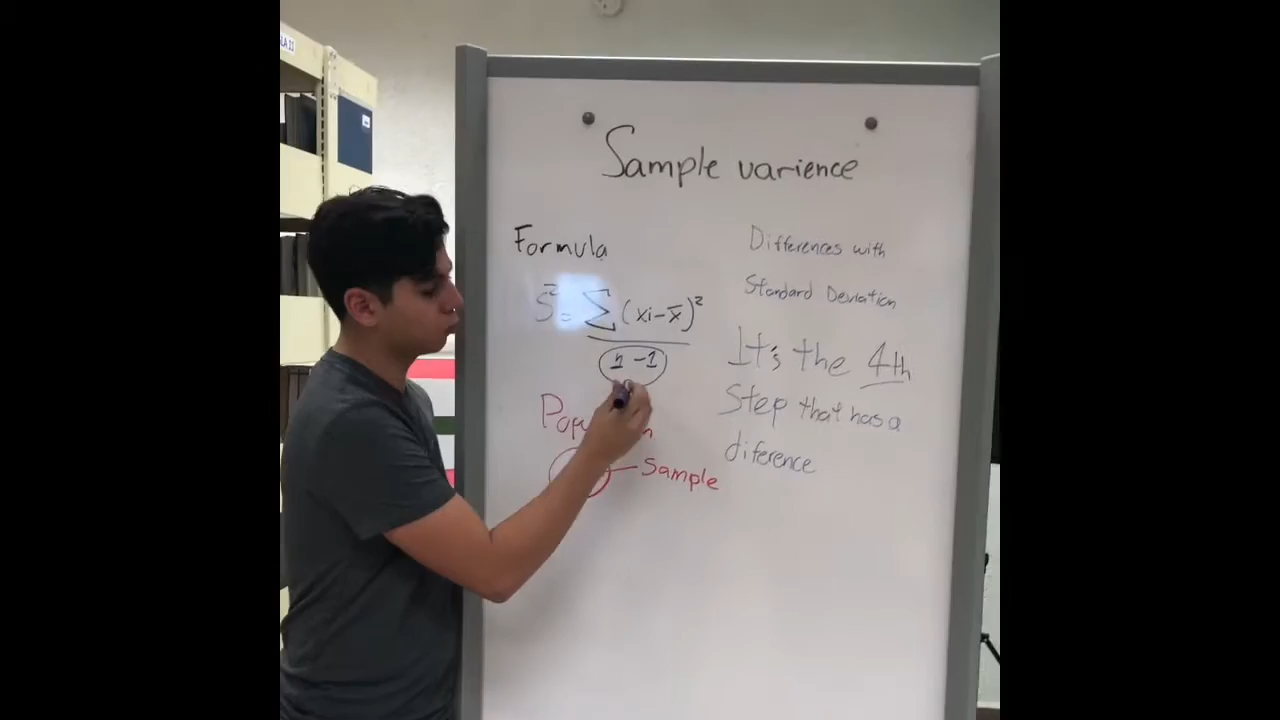 Sample varience
Formula
S² = ∑ (xi-x̄)²
n -1
Sample
Differences with
Standard Deviation
It's the 4th
Step that has a
diference